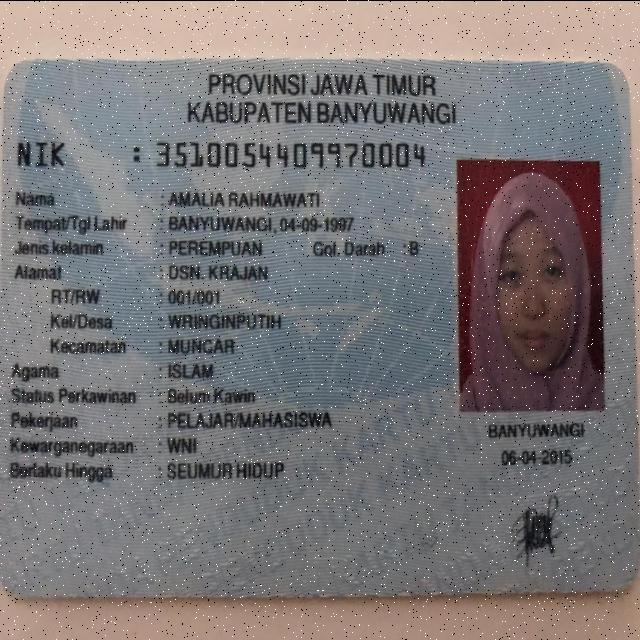 PROVINSI JAWA TIMUR
KABUPATEN BANYUWANGI
NIK : 3510054409970004
Nama : AMALIA RAHMAWATI
Tempat/Tgl Lahir : BANYUWANGI, 04-09-1997
Jenis kelamin : PEREMPUAN Gol. Darah : B
Alamat : DSN. KRAJAN
RT/RW : 001/001
Kel/Desa : WRINGINPUTIH
Kecamatan : MUNCAR
Agama : ISLAM
Status Perkawinan : Belum Kawin
Pekerjaan : PELAJAR/MAHASISWA
Kewarganegaraan : WNI
Berlaku Hingga : SEUMUR HIDUP
BANYUWANGI
06-04-2015